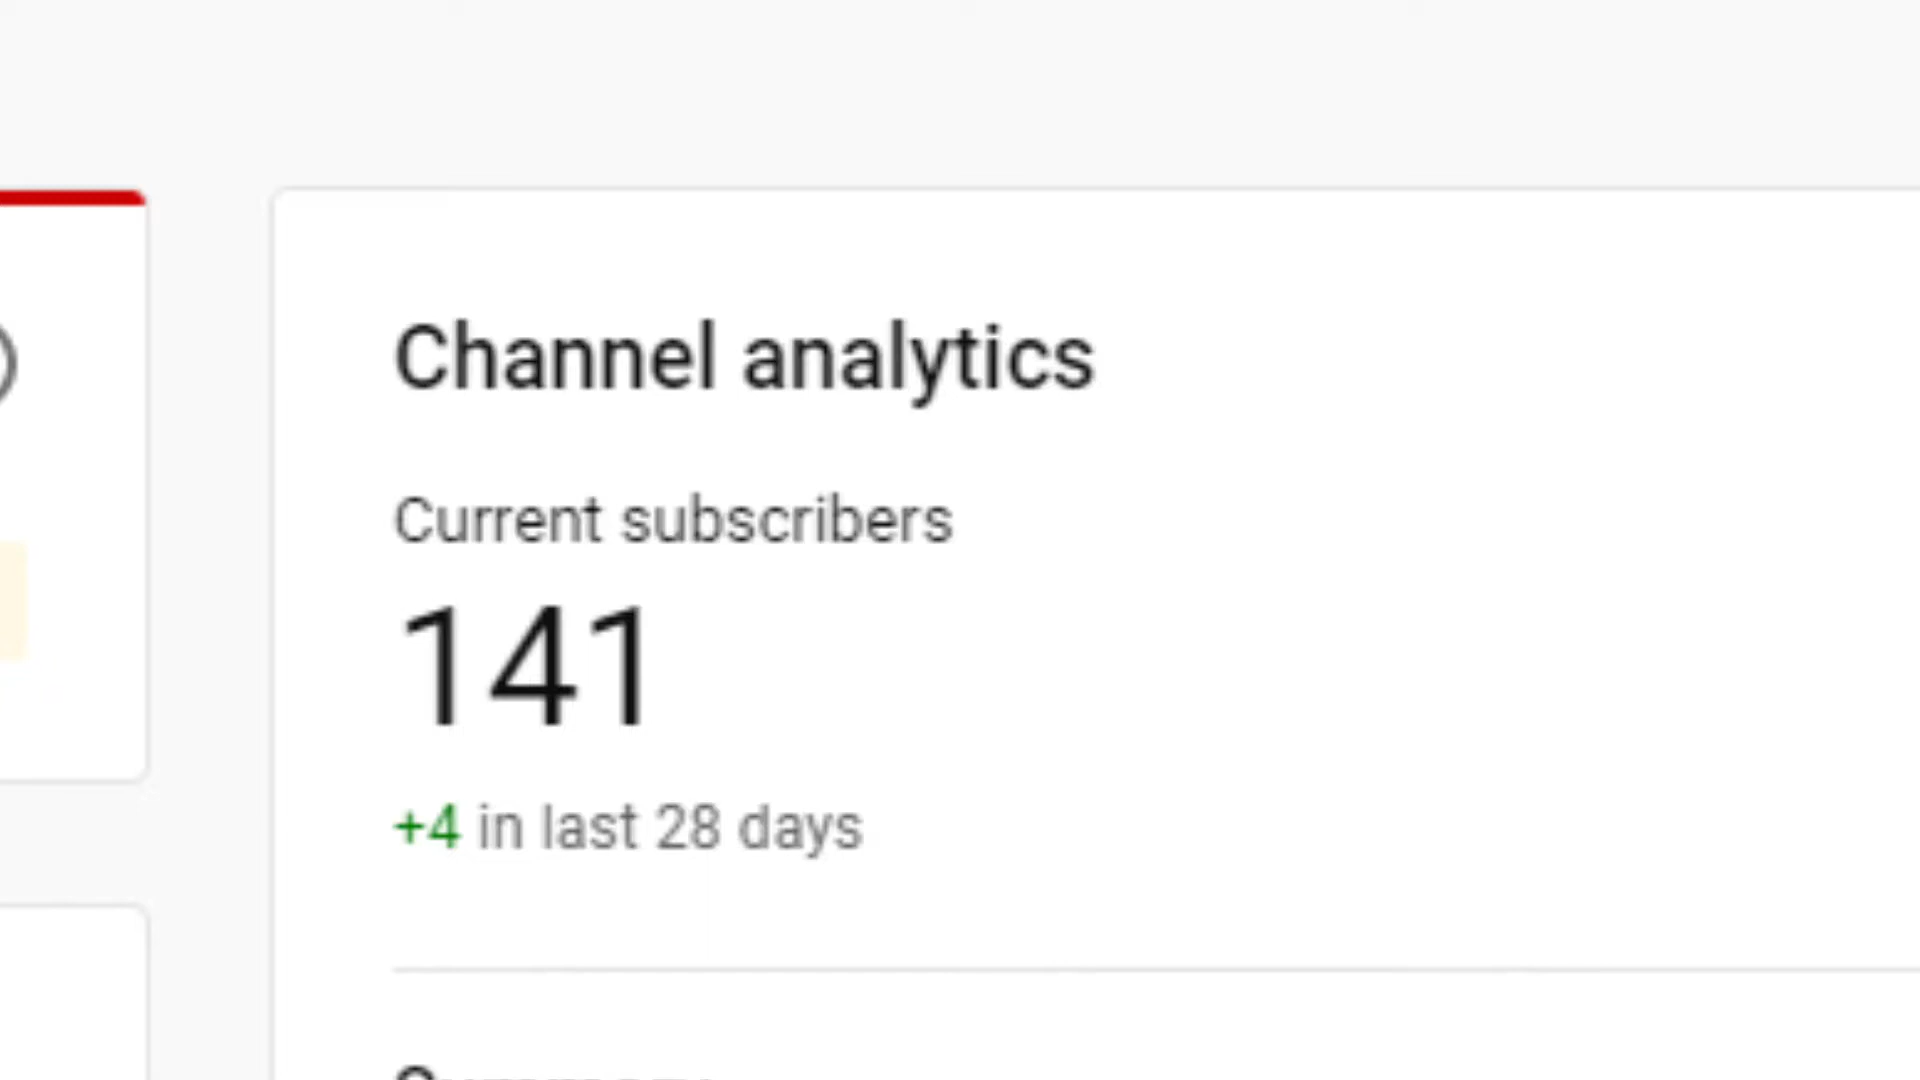 Channel analytics
Current subscribers
141
+4 in last 28 days